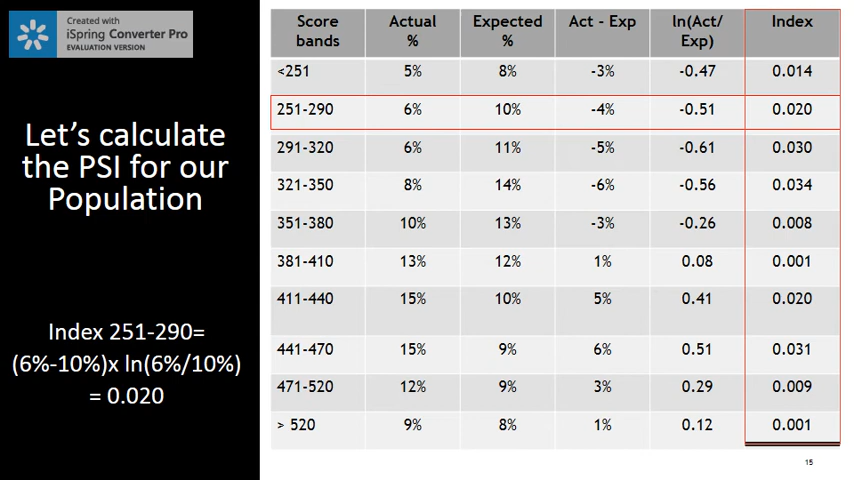 Created with
iSpring Converter Pro
EVALUATION VERSION
Let's calculate
the PSI for our
Population
Index 251-290=
(6%-10%)x ln(6%/10%)
= 0.020
Score bands Actual % Expected % Act - Exp ln(Act/ Exp) Index
<251 5% 8% -3% -0.47 0.014
251-290 6% 10% -4% -0.51 0.020
291-320 6% 11% -5% -0.61 0.030
321-350 8% 14% -6% -0.56 0.034
351-380 10% 13% -3% -0.26 0.008
381-410 13% 12% 1% 0.08 0.001
411-440 15% 10% 5% 0.41 0.020
441-470 15% 9% 6% 0.51 0.031
471-520 12% 9% 3% 0.29 0.009
> 520 9% 8% 1% 0.12 0.001
15